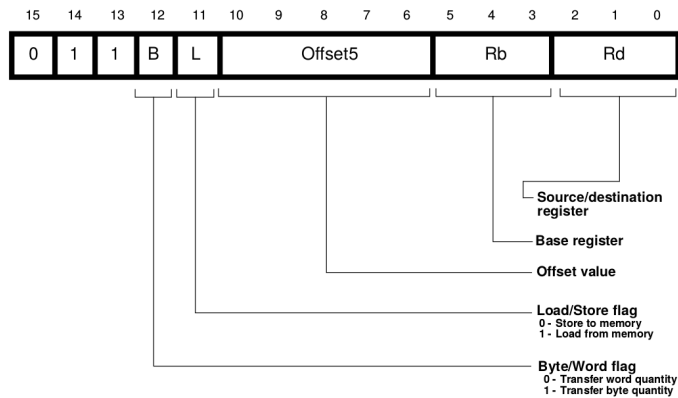 15 14 13 12 11 10 9 8 7 6 5 4 3 2 1 0
0 1 1 B L Offset5 Rb Rd
Source/destination
register
Base register
Offset value
Load/Store flag
0 - Store to memory
1 - Load from memory
Byte/Word flag
0 - Transfer word quantity
1 - Transfer byte quantity